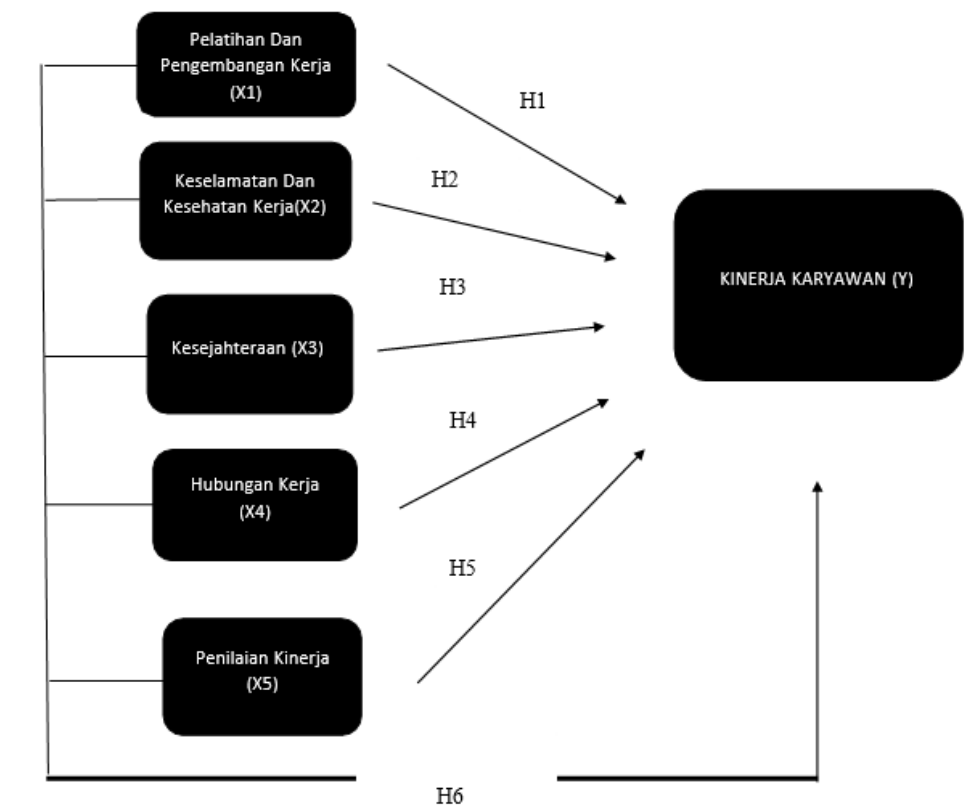 Pelatihan Dan
Pengembangan Kerja
(X1)
H1
Keselamatan Dan
Kesehatan Kerja(X2)
H2
KINERJA KARYAWAN (Y)
H3
Kesejahteraan (X3)
H4
Hubungan Kerja
(X4)
H5
Penilaian Kinerja
(X5)
H6